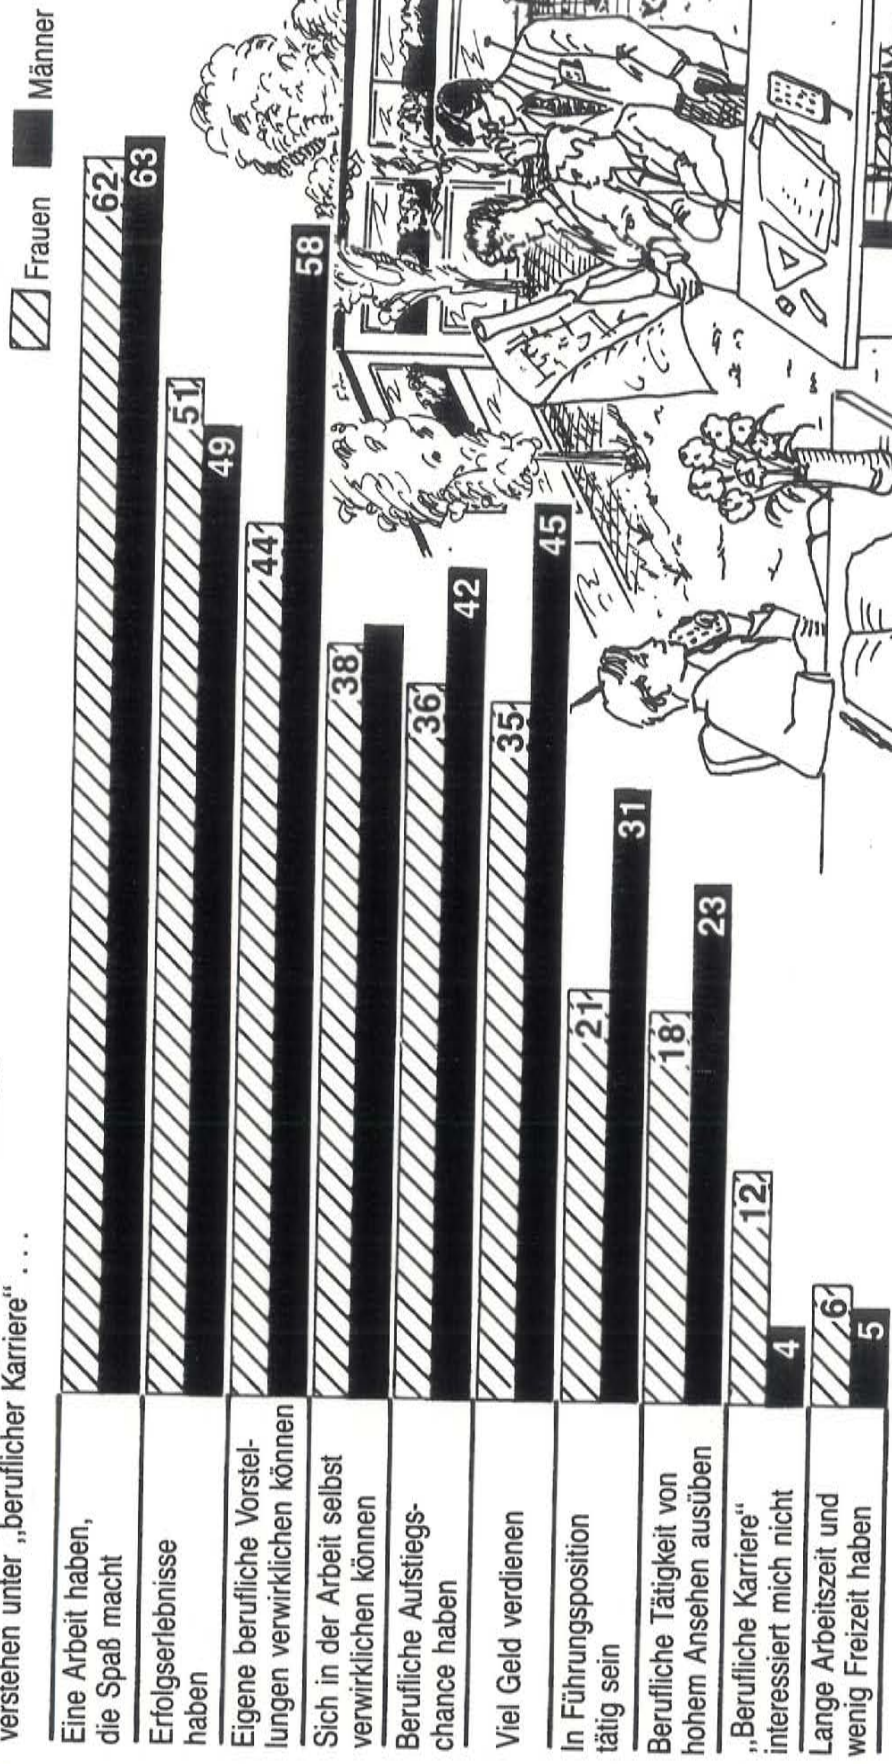 verstehen unter „beruflicher Karriere“ ...
Frauen
Männer
Eine Arbeit haben,
die Spaß macht
62
63
Erfolgserlebnisse
haben
51
49
Eigene berufliche Vorstel-
lungen verwirklichen können
44
58
Sich in der Arbeit selbst
verwirklichen können
38
Berufliche Aufstiegs-
chance haben
36
42
Viel Geld verdienen
35
45
In Führungsposition
tätig sein
21
31
Berufliche Tätigkeit von
hohem Ansehen ausüben
18
23
„Berufliche Karriere“
interessiert mich nicht
12
4
Lange Arbeitszeit und
wenig Freizeit haben
6
5